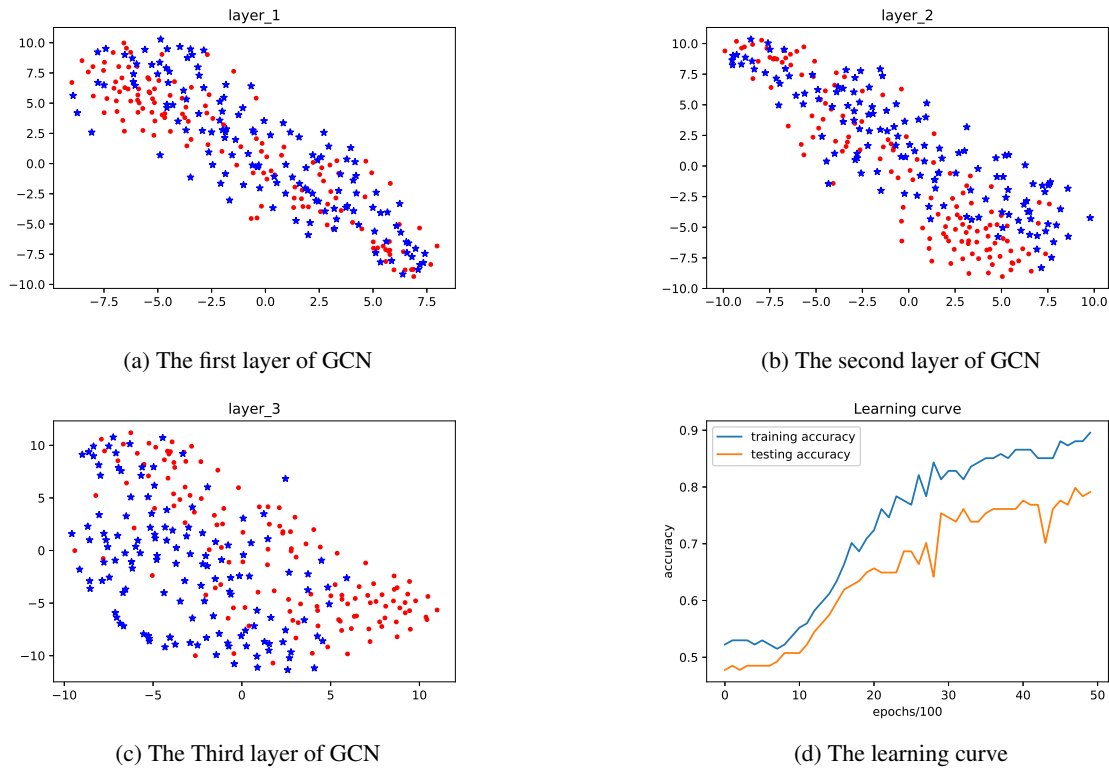 layer_1
10.0
7.5
5.0
2.5
0.0
−2.5
−5.0
−7.5
−10.0
−7.5 −5.0 −2.5 0.0 2.5 5.0 7.5
(a) The first layer of GCN
layer_2
10.0
7.5
5.0
2.5
0.0
−2.5
−5.0
−7.5
−10.0
−10.0 −7.5 −5.0 −2.5 0.0 2.5 5.0 7.5 10.0
(b) The second layer of GCN
layer_3
10
5
0
−5
−10
−10 −5 0 5 10
(c) The Third layer of GCN
Learning curve
training accuracy
testing accuracy
0.9
0.8
0.7
0.6
0.5
accuracy
0 10 20 30 40 50
epochs/100
(d) The learning curve